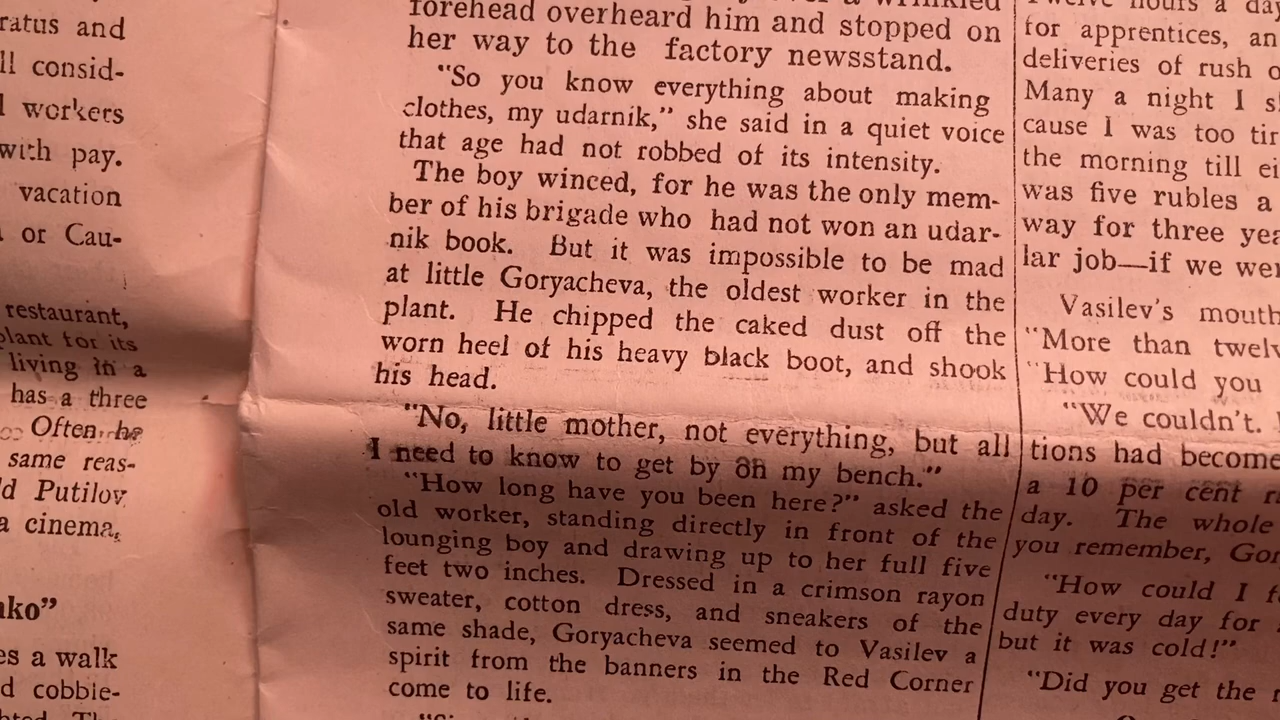 ratus and
consid-
workers
with pay.
vacation
or Cau-
restaurant,
plant for its
living in a
has a three
Often he
same reas-
Putilov
a cinema,
a walk
cobble-
forehead overheard him and stopped on
her way to the factory newsstand.
"So you know everything about making
clothes, my udarnik," she said in a quiet voice
that age had not robbed of its intensity.
The boy winced, for he was the only mem-
ber of his brigade who had not won an udar-
nik book. But it was impossible to be mad
at little Goryacheva, the oldest worker in the
plant. He chipped the caked dust off the
worn heel of his heavy black boot, and shook
his head.
"No, little mother, not everything, but all
I need to know to get by on my bench."
"How long have you been here?" asked the
old worker, standing directly in front of the
lounging boy and drawing up to her full five
feet two inches. Dressed in a crimson rayon
sweater, cotton dress, and sneakers of the
same shade, Goryacheva seemed to Vasilev a
spirit from the banners in the Red Corner
come to life.
Twelve hours a day
for apprentices, an
deliveries of rush
Many a night I
cause I was too
the morning till
was five rubles a
way for three
lar job—if we
Vasilev's mouth
"More than
"How could you
"We couldn't.
tions had become
a 10 per cent
day. The whole
you remember,
"How could I
duty every day for
but it was cold!"
"Did you get the